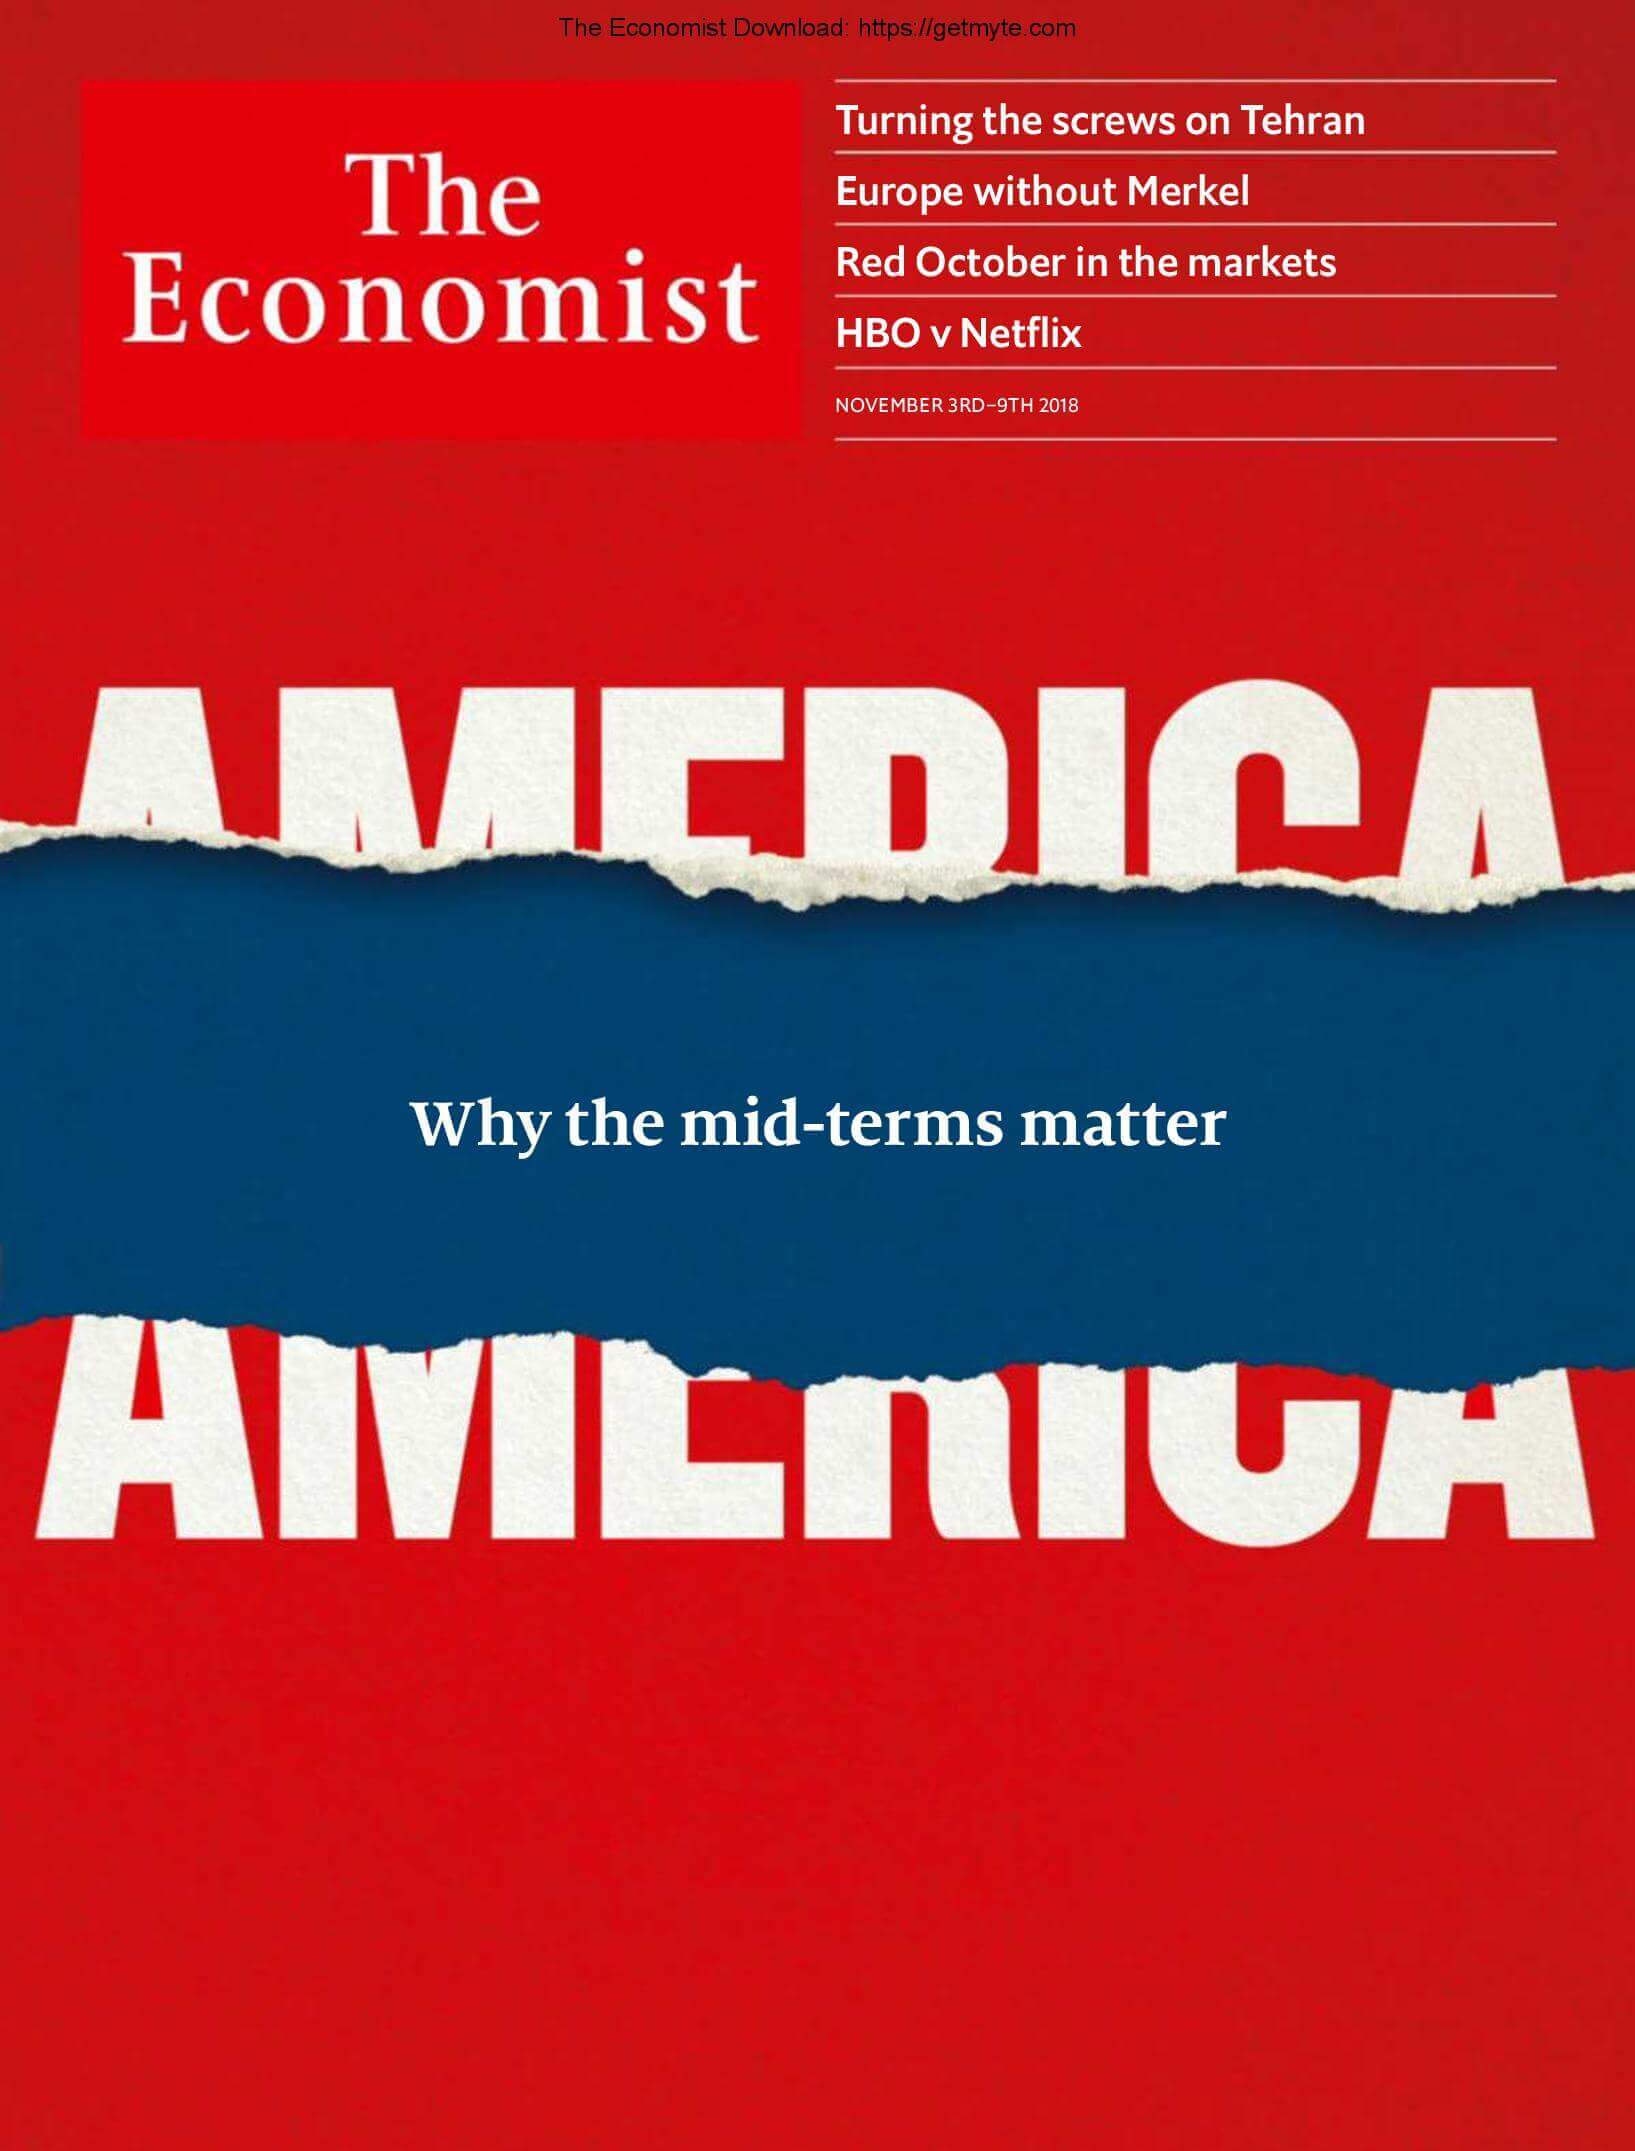 The Economist Download: https://getmyte.com
The
Economist
Turning the screws on Tehran
Europe without Merkel
Red October in the markets
HBO v Netflix
NOVEMBER 3RD–9TH 2018
AMERICA
Why the mid-terms matter